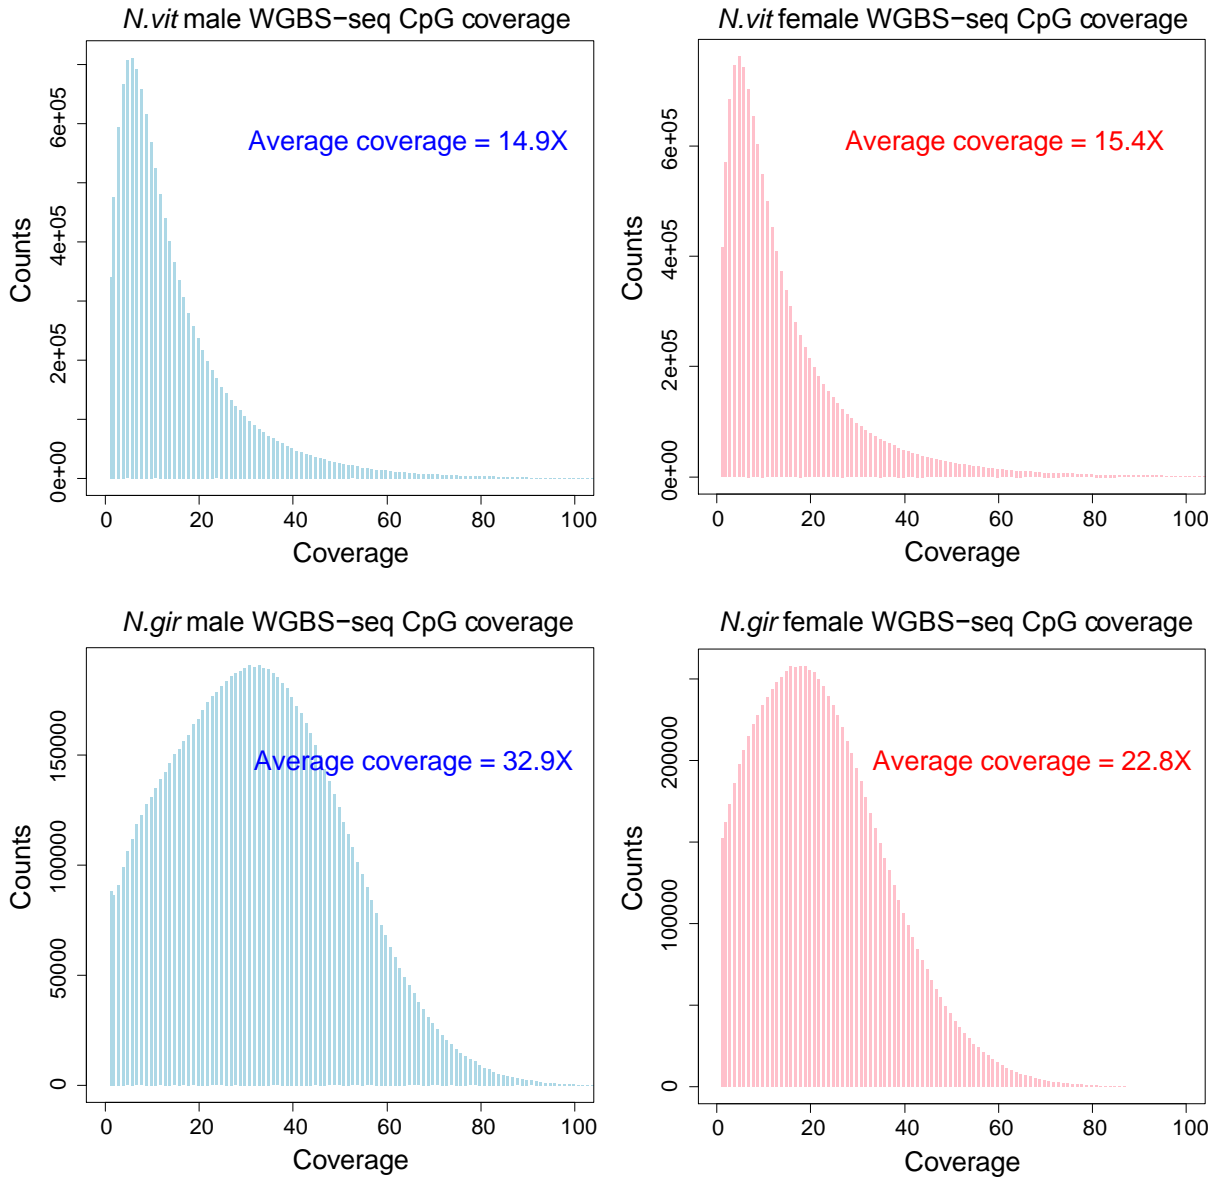 N.vit male WGBS−seq CpG coverage
Average coverage = 14.9X
Counts
0e+00 2e+05 4e+05 6e+05
0 20 40 60 80 100
Coverage
N.vit female WGBS−seq CpG coverage
Average coverage = 15.4X
Counts
0e+00 2e+05 4e+05 6e+05
0 20 40 60 80 100
Coverage
N.gir male WGBS−seq CpG coverage
Average coverage = 32.9X
Counts
0 50000 100000 150000
0 20 40 60 80 100
Coverage
N.gir female WGBS−seq CpG coverage
Average coverage = 22.8X
Counts
0 100000 200000
0 20 40 60 80 100
Coverage